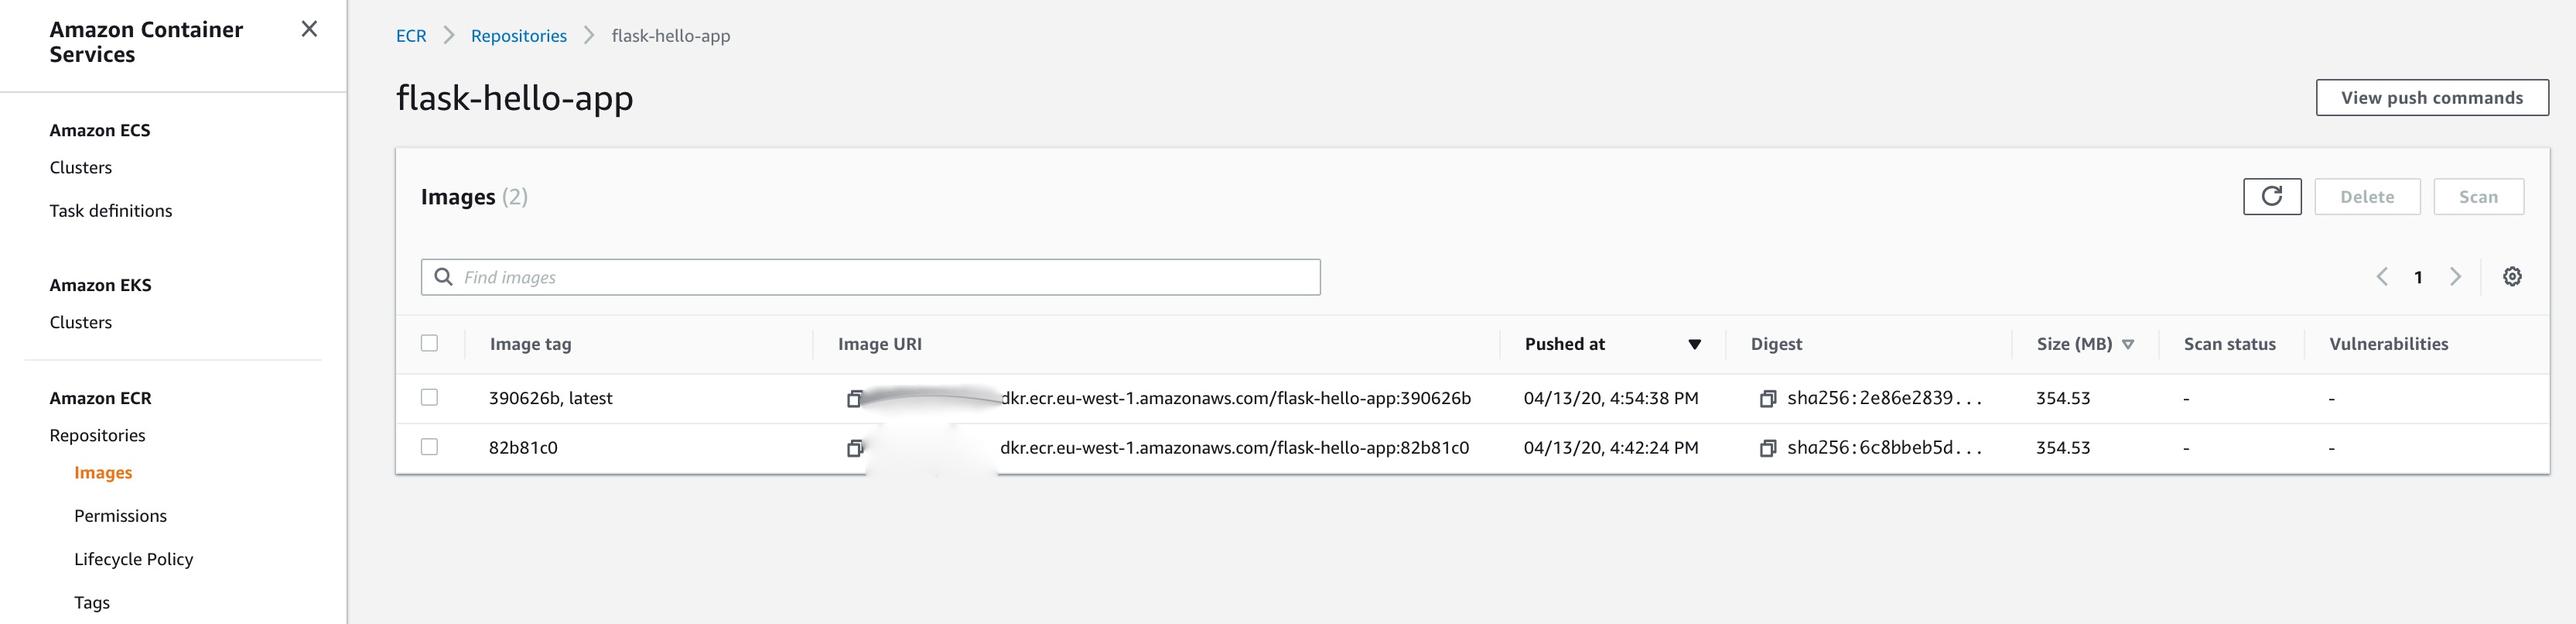 Amazon Container
Services
Amazon ECS
Clusters
Task definitions
Amazon EKS
Clusters
Amazon ECR
Repositories
Images
Permissions
Lifecycle Policy
Tags
ECR Repositories flask-hello-app
flask-hello-app
View push commands
Images (2)
Delete Scan
Find images
1
Image tag Image URI Pushed at Digest Size (MB) Scan status Vulnerabilities
390626b, latest dkr.ecr.eu-west-1.amazonaws.com/flask-hello-app:390626b 04/13/20, 4:54:38 PM sha256:2e86e2839... 354.53 - -
82b81c0 dkr.ecr.eu-west-1.amazonaws.com/flask-hello-app:82b81c0 04/13/20, 4:42:24 PM sha256:6c8bbeb5d... 354.53 - -